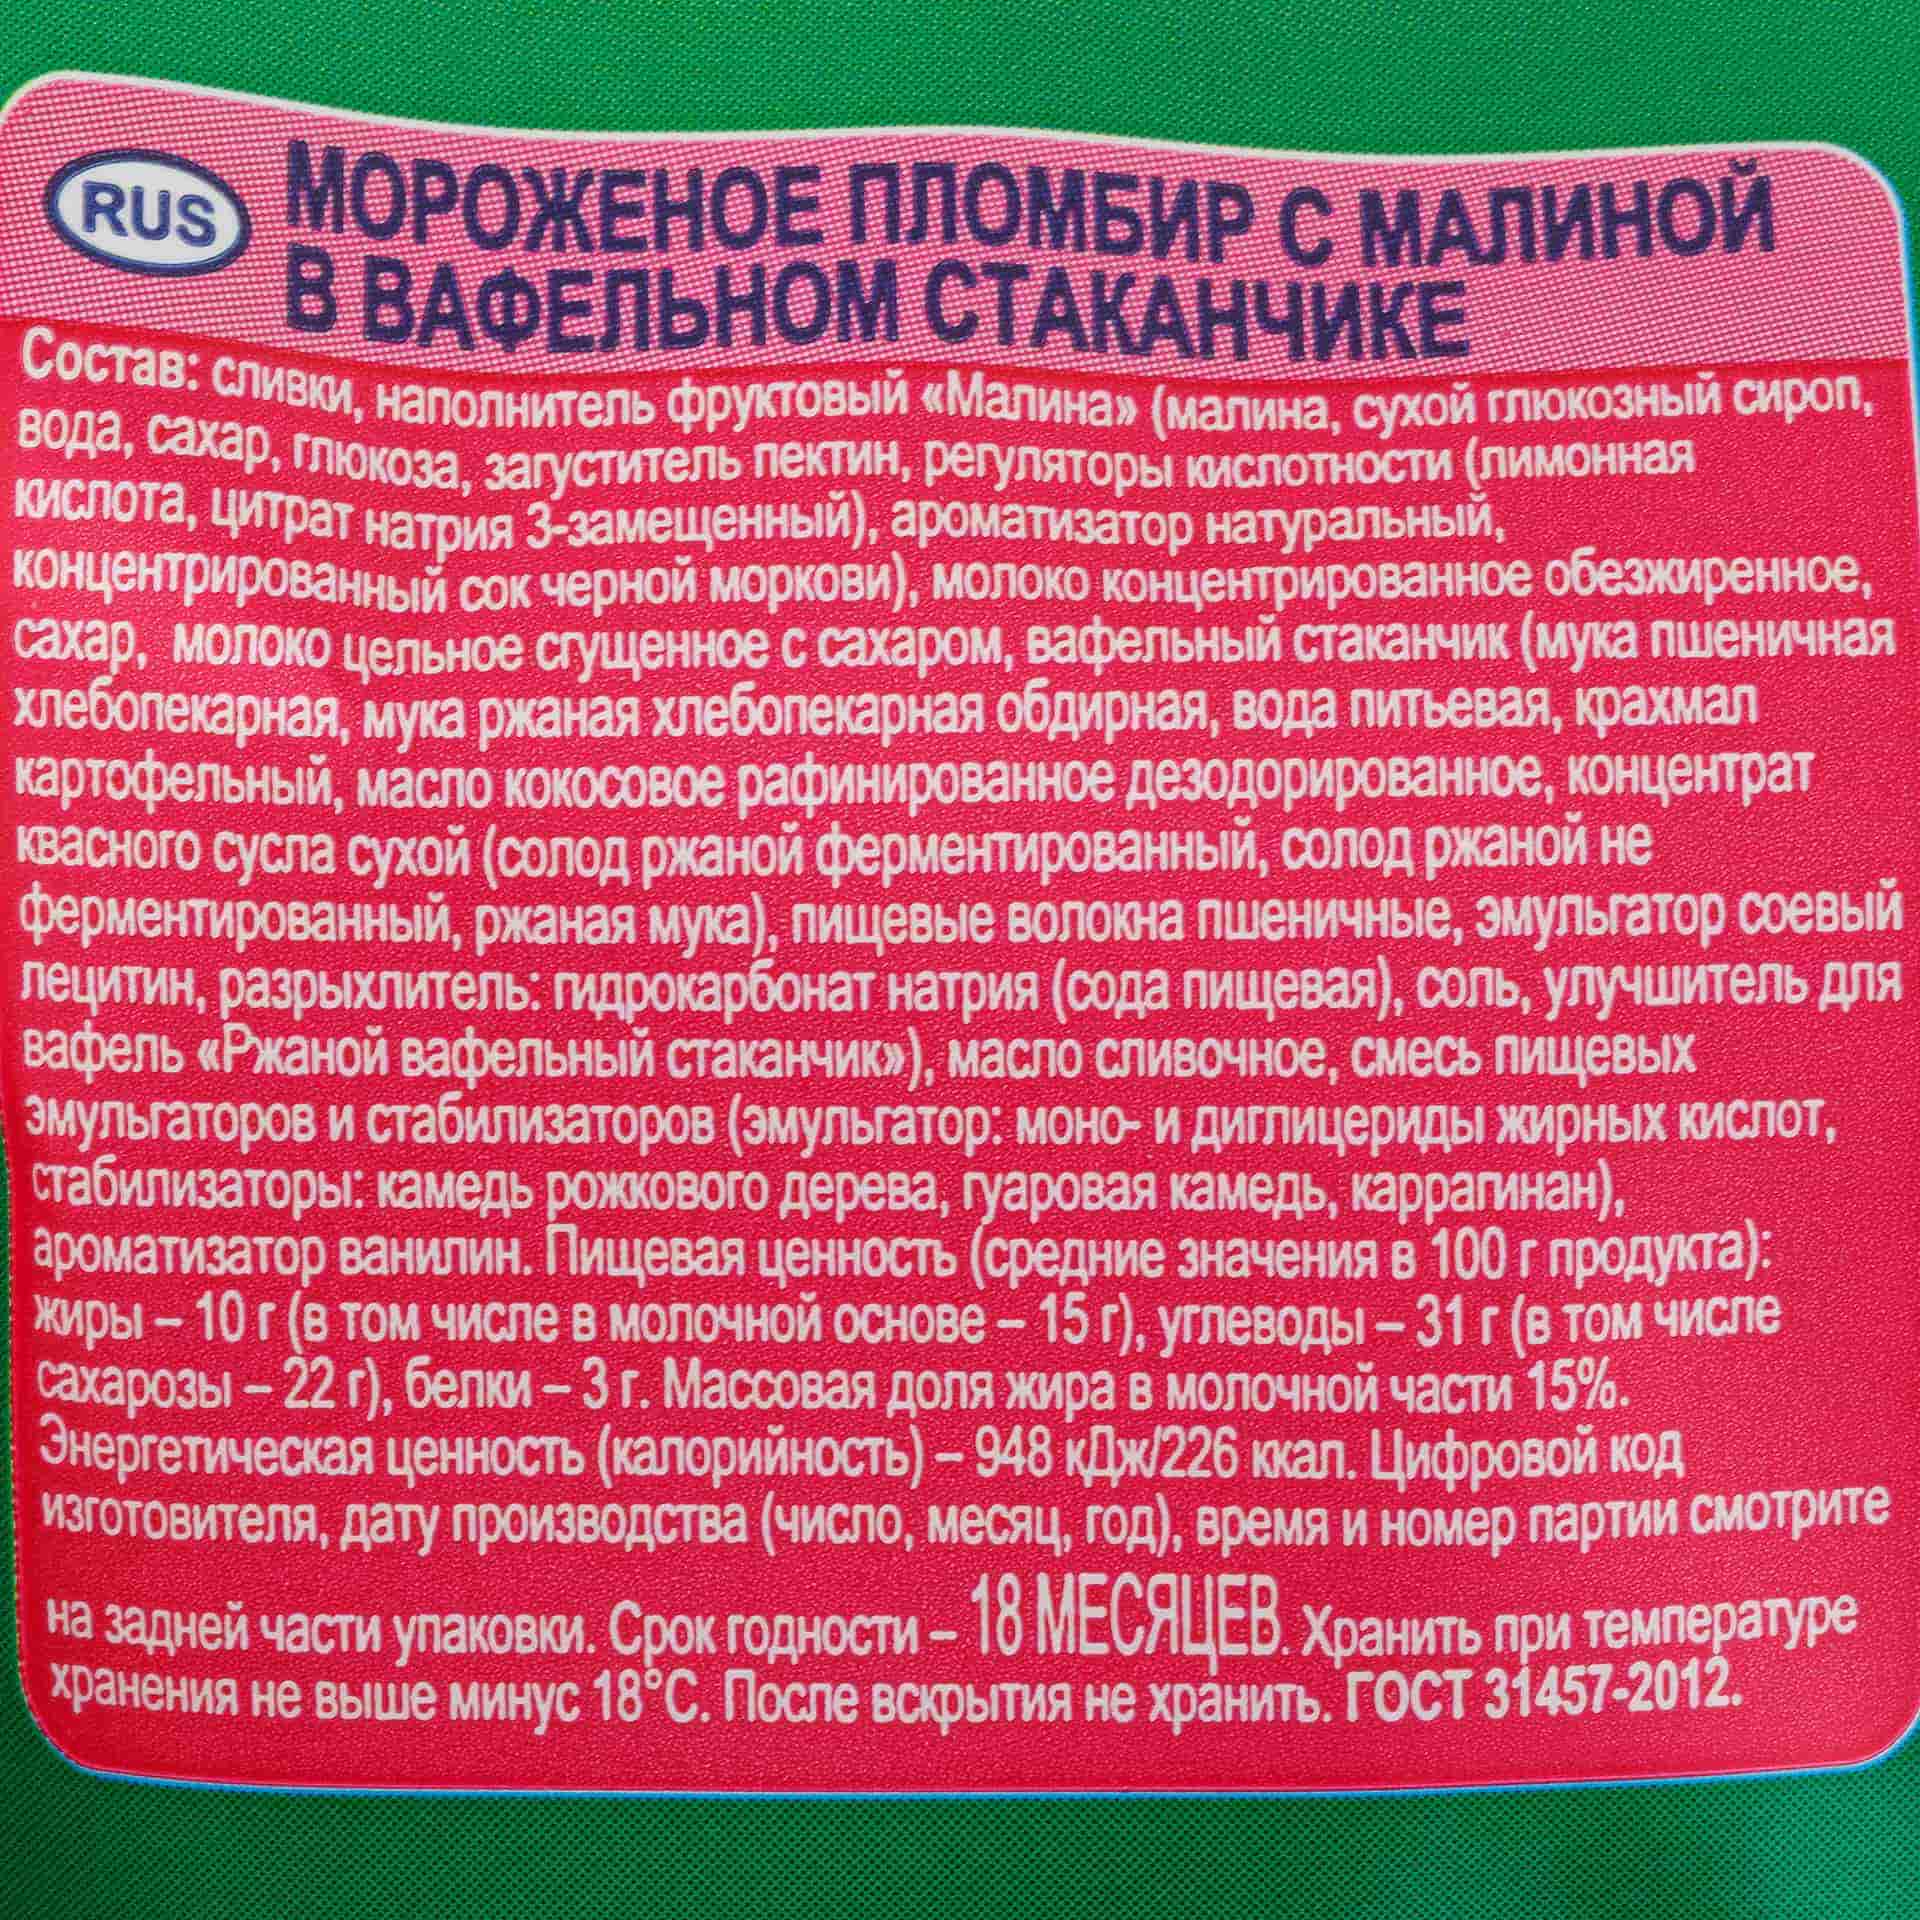 RUS
МОРОЖЕНОЕ ПЛОМБИР С МАЛИНОЙ
В ВАФЕЛЬНОМ СТАКАНЧИКЕ
Состав: сливки, наполнитель фруктовый «Малина» (малина, сухой глюкозный сироп,
вода, сахар, глюкоза, загуститель пектин, регуляторы кислотности (лимонная
кислота, цитрат натрия 3-замещенный), ароматизатор натуральный,
концентрированный сок черной моркови), молоко концентрированное обезжиренное,
сахар, молоко цельное сгущенное с сахаром, вафельный стаканчик (мука пшеничная
хлебопекарная, мука ржаная хлебопекарная обдирная, вода питьевая, крахмал
картофельный, масло кокосовое рафинированное дезодорированное, концентрат
квасного сусла сухой (солод ржаной ферментированный, солод ржаной не
ферментированный, ржаная мука), пищевые волокна пшеничные, эмульгатор соевый
лецитин, разрыхлитель: гидрокарбонат натрия (сода пищевая), соль, улучшитель для
вафель «Ржаной вафельный стаканчик»), масло сливочное, смесь пищевых
эмульгаторов и стабилизаторов (эмульгатор: моно- и диглицериды жирных кислот,
стабилизаторы: камедь рожкового дерева, гуаровая камедь, каррагинан),
ароматизатор ванилин. Пищевая ценность (средние значения в 100 г продукта):
жиры – 10 г (в том числе в молочной основе – 15 г), углеводы – 31 г (в том числе
сахарозы – 22 г), белки – 3 г. Массовая доля жира в молочной части 15%.
Энергетическая ценность (калорийность) – 948 кДж/226 ккал. Цифровой код
изготовителя, дату производства (число, месяц, год), время и номер партии смотрите
на задней части упаковки. Срок годности – 18 МЕСЯЦЕВ. Хранить при температуре
хранения не выше минус 18°С. После вскрытия не хранить. ГОСТ 31457-2012.